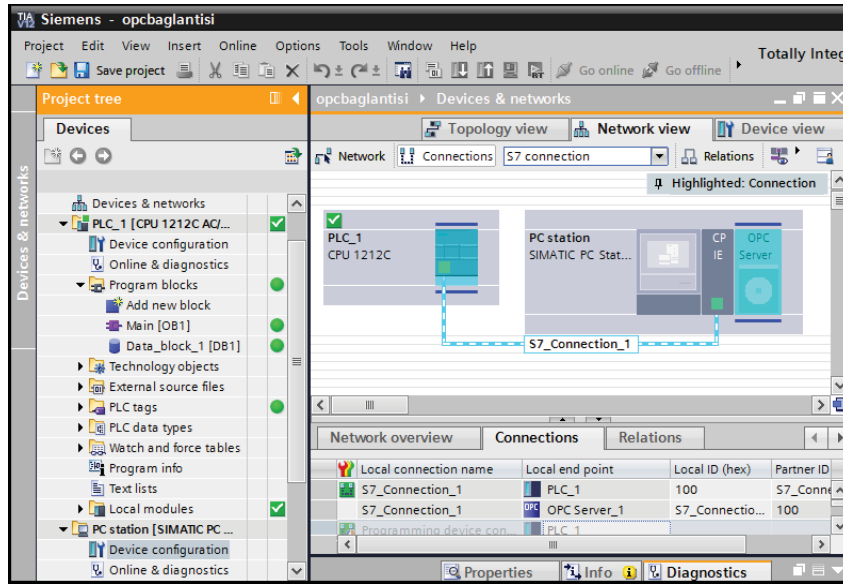 TIA V12 Siemens - opcbaglantisi
Project Edit View Insert Online Options Tools Window Help
Totally Integ
Save project Go online Go offline
Project tree
opcbaglantisi Devices & networks
Devices
Topology view Network view Device view
Network Connections S7 connection Relations
Highlighted: Connection
Devices & networks
Devices & networks
PLC_1 [CPU 1212C AC/...
Device configuration
Online & diagnostics
Program blocks
Add new block
Main [OB1]
Data_block_1 [DB1]
Technology objects
External source files
PLC tags
PLC data types
Watch and force tables
Program info
Text lists
Local modules
PC station [SIMATIC PC ...
Device configuration
Online & diagnostics
PLC_1
CPU 1212C
PC station
SIMATIC PC Stat...
CP
IE
OPC
Server
S7_Connection_1
Network overview Connections Relations
Local connection name Local end point Local ID (hex) Partner ID
S7_Connection_1 PLC_1 100 S7_Conne
S7_Connection_1 OPC OPC Server_1 S7_Connectio... 100
Programming device con... PLC_1
Properties Info Diagnostics